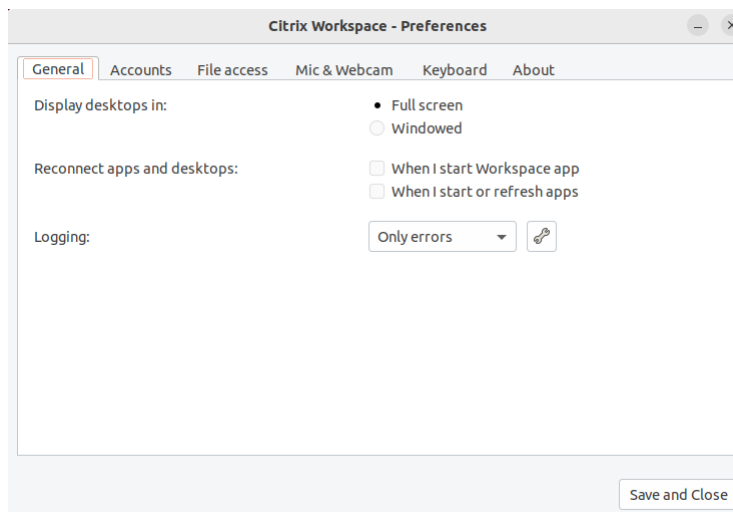 Citrix Workspace - Preferences
General Accounts File access Mic & Webcam Keyboard About
Display desktops in: Full screen
Windowed
Reconnect apps and desktops: When I start Workspace app
When I start or refresh apps
Logging: Only errors
Save and Close